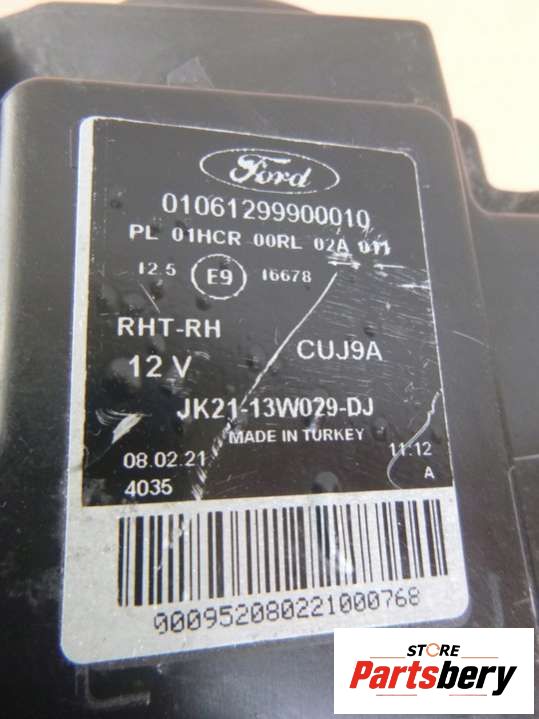 Ford
01061299900010
PL 01HCR 00RL 02A 011
12.5 E9 16678
RHT-RH
12 V CUJ9A
JK21-13W029-DJ
MADE IN TURKEY
08.02.21 11:12
4035 A
000952080221000768
STORE
Partsbery